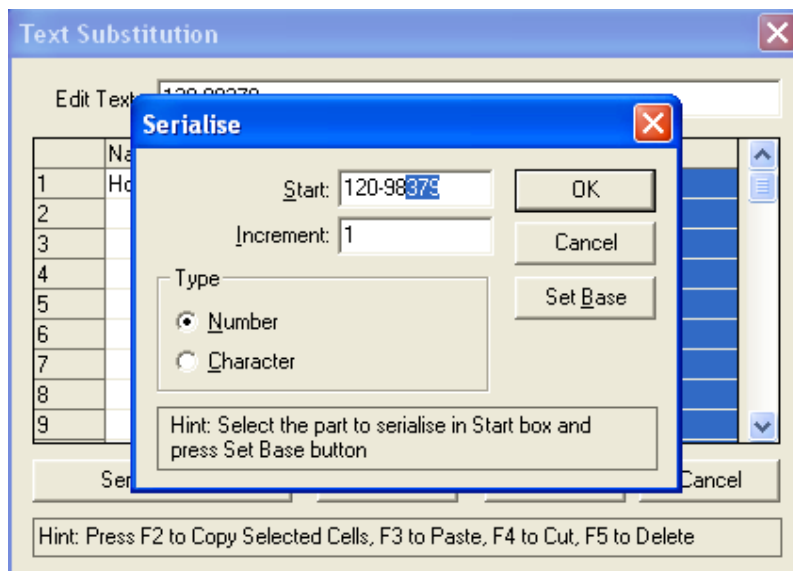 Text Substitution
Edit Text
Serialise
Na
1 Ho
2
3
4
5
6
7
8
9
Start: 120-98379
OK
Increment: 1
Cancel
Type
Set Base
Number
Character
Hint: Select the part to serialise in Start box and
press Set Base button
Ser
Cancel
Hint: Press F2 to Copy Selected Cells, F3 to Paste, F4 to Cut, F5 to Delete